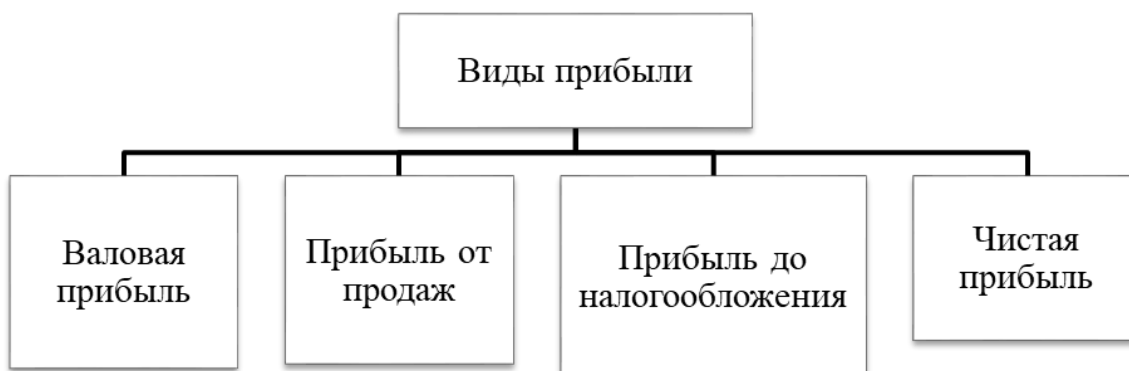 Виды прибыли
Валовая
прибыль
Прибыль от
продаж
Прибыль до
налогообложения
Чистая
прибыль